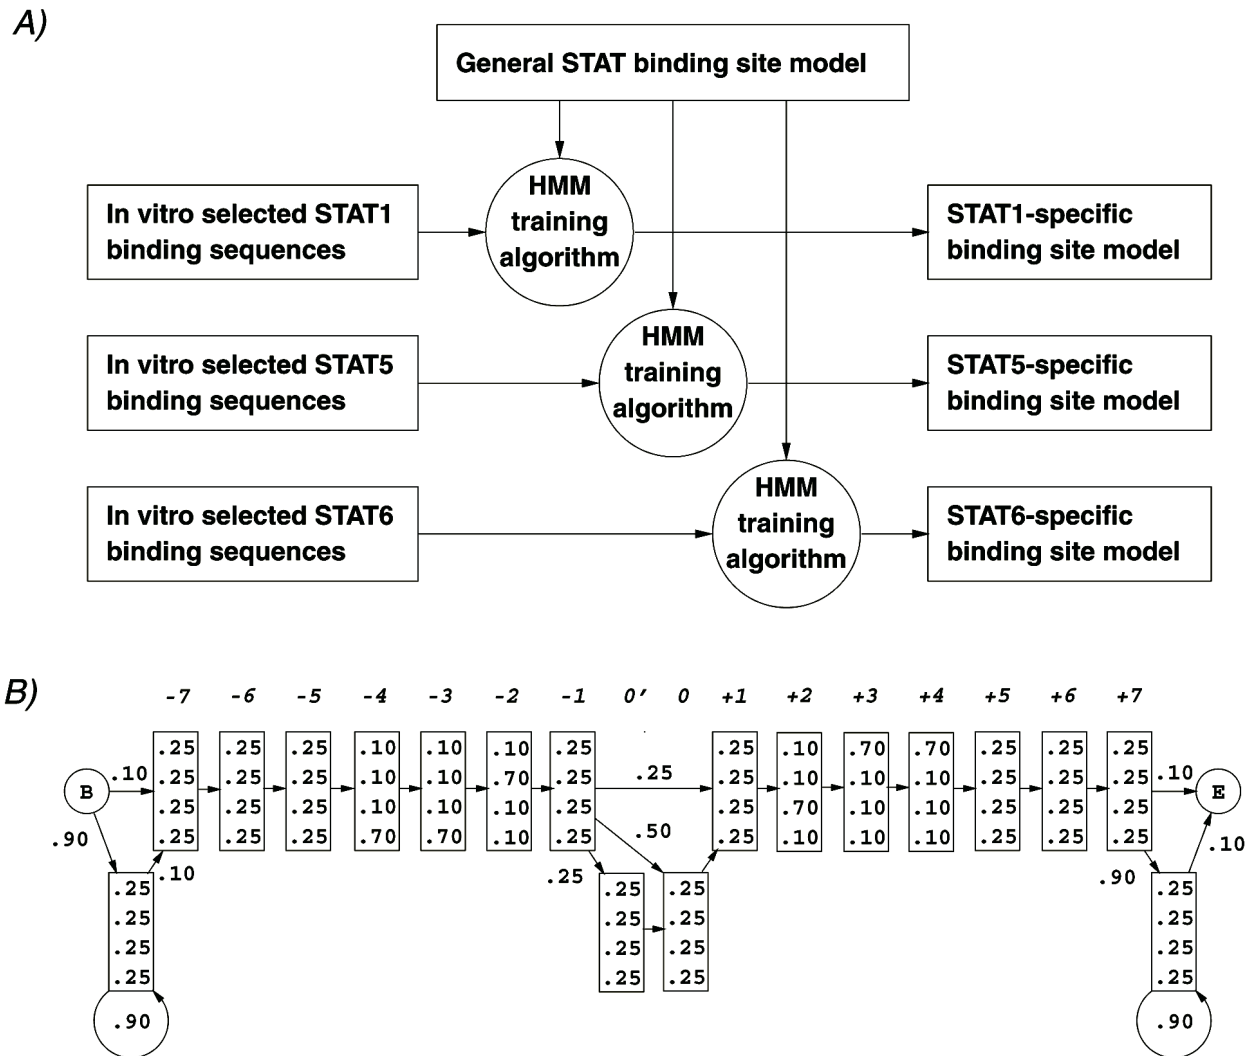 A)
General STAT binding site model
HMM
training
algorithm
In vitro selected STAT1
binding sequences
STAT1-specific
binding site model
HMM
training
algorithm
In vitro selected STAT5
binding sequences
STAT5-specific
binding site model
HMM
training
algorithm
In vitro selected STAT6
binding sequences
STAT6-specific
binding site model
B)
-7 -6 -5 -4 -3 -2 -1 0' 0 +1 +2 +3 +4 +5 +6 +7
.25 .25 .25 .10 .10 .10 .25 .25 .10 .70 .70 .25 .25 .25
.10 .25 .25 .25 .10 .10 .70 .25 .25 .25 .10 .10 .10 .25 .25 .25 .10
B E
.25 .25 .25 .10 .10 .10 .25 .25 .70 .10 .10 .25 .25 .25
.90 .25 .25 .25 .70 .70 .10 .25 .50 .25 .10 .10 .10 .25 .25 .25 .10
.10 .25 .90
.25 .25 .25 .25
.25 .25 .25 .25
.25 .25 .25 .25
.25 .25 .25 .25
.90 .90